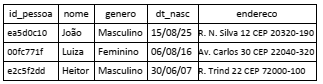 id_pessoa nome genero dt_nasc endereco
ea5d0c10 João Masculino 15/08/25 R. N. Silva 12 CEP 20320-190
00fc771f Luiza Feminino 06/08/16 Av. Carlos 30 CEP 22040-320
e2c5f2dd Heitor Masculino 30/06/07 R. Trind 22 CEP 72000-100